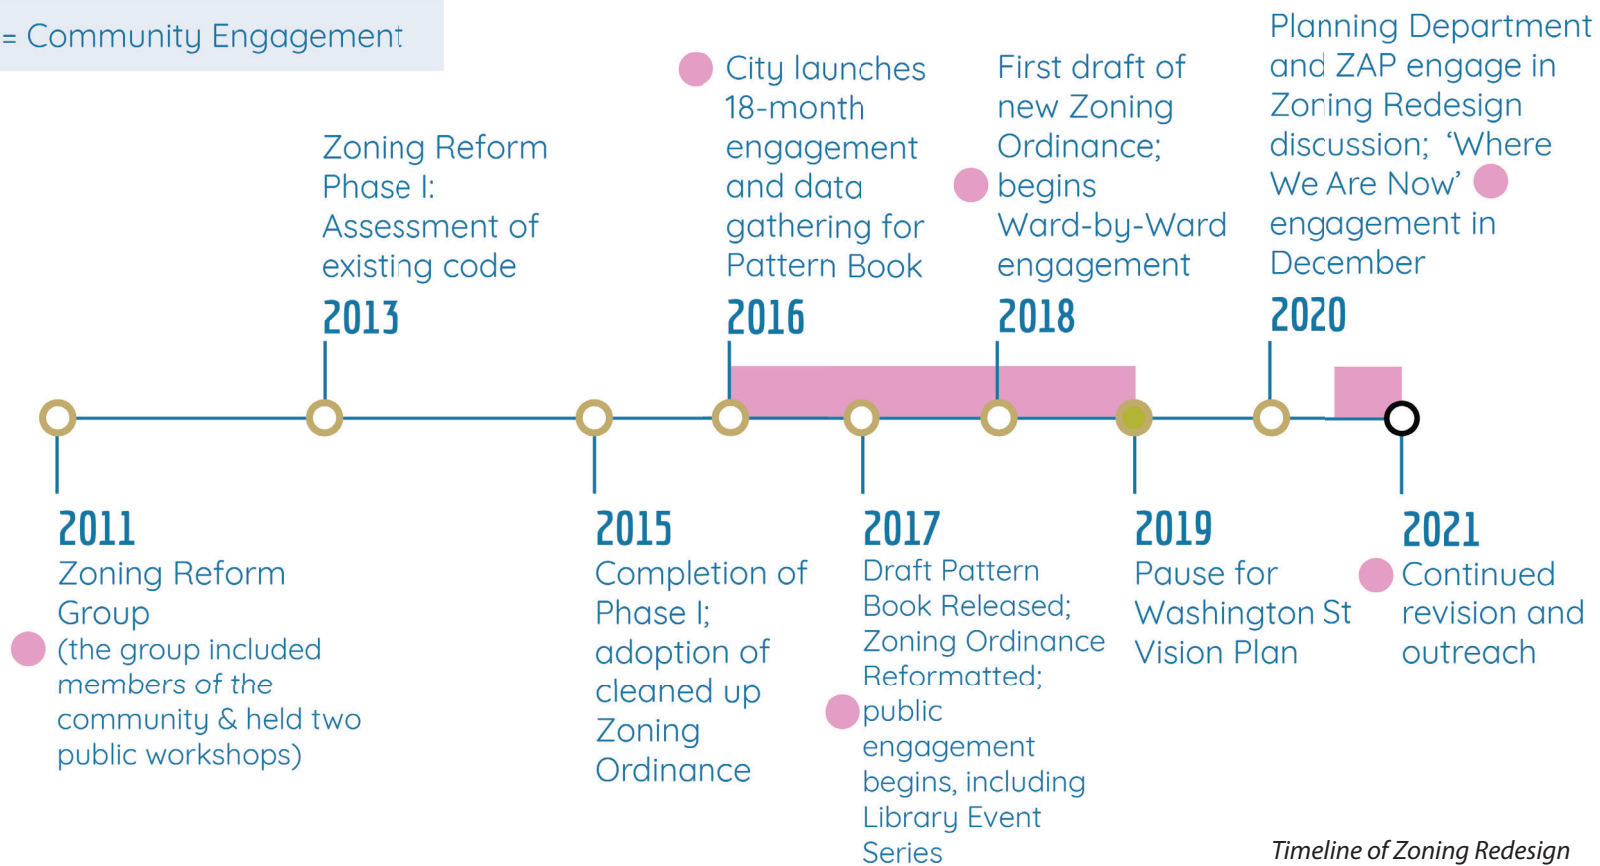 = Community Engagement
Zoning Reform
Phase I:
Assessment of
existing code
2013
City launches
18-month
engagement
and data
gathering for
Pattern Book
2016
First draft of
new Zoning
Ordinance;
begins
Ward-by-Ward
engagement
2018
Planning Department
and ZAP engage in
Zoning Redesign
discussion; ‘Where
We Are Now’
engagement in
December
2020
2011
Zoning Reform
Group
(the group included
members of the
community & held two
public workshops)
2015
Completion of
Phase I;
adoption of
cleaned up
Zoning
Ordinance
2017
Draft Pattern
Book Released;
Zoning Ordinance
Reformatted;
public
engagement
begins, including
Library Event
Series
2019
Pause for
Washington St
Vision Plan
2021
Continued
revision and
outreach
Timeline of Zoning Redesign